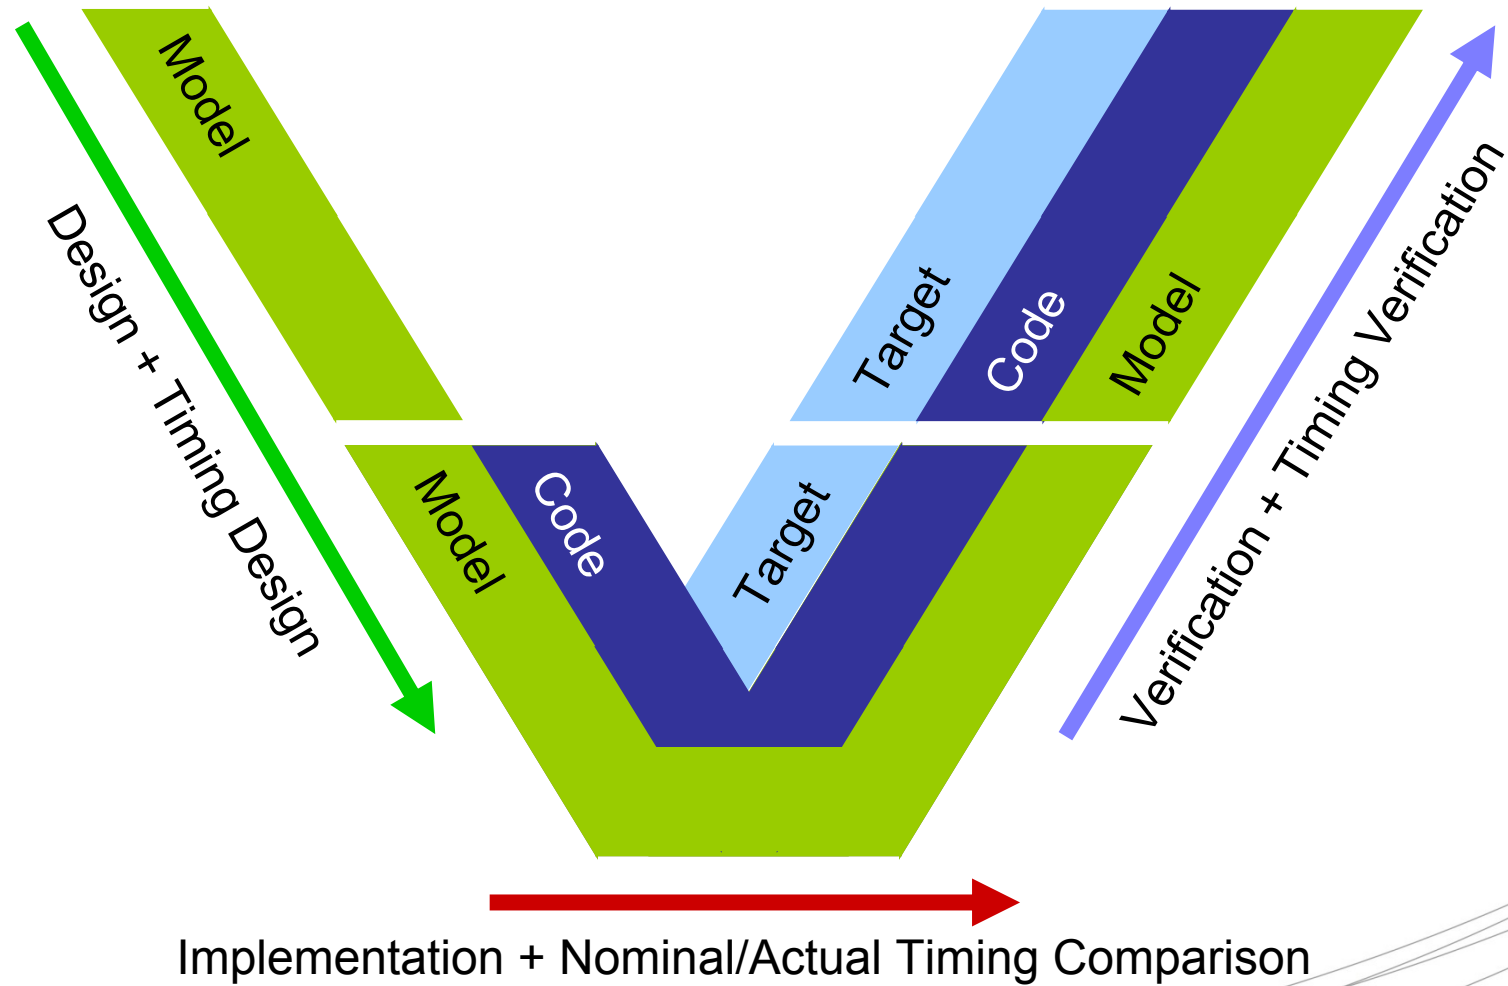 Model
Design + Timing Design
Target
Code
Model
Verification + Timing Verification
Model
Code
Target
Implementation + Nominal/Actual Timing Comparison